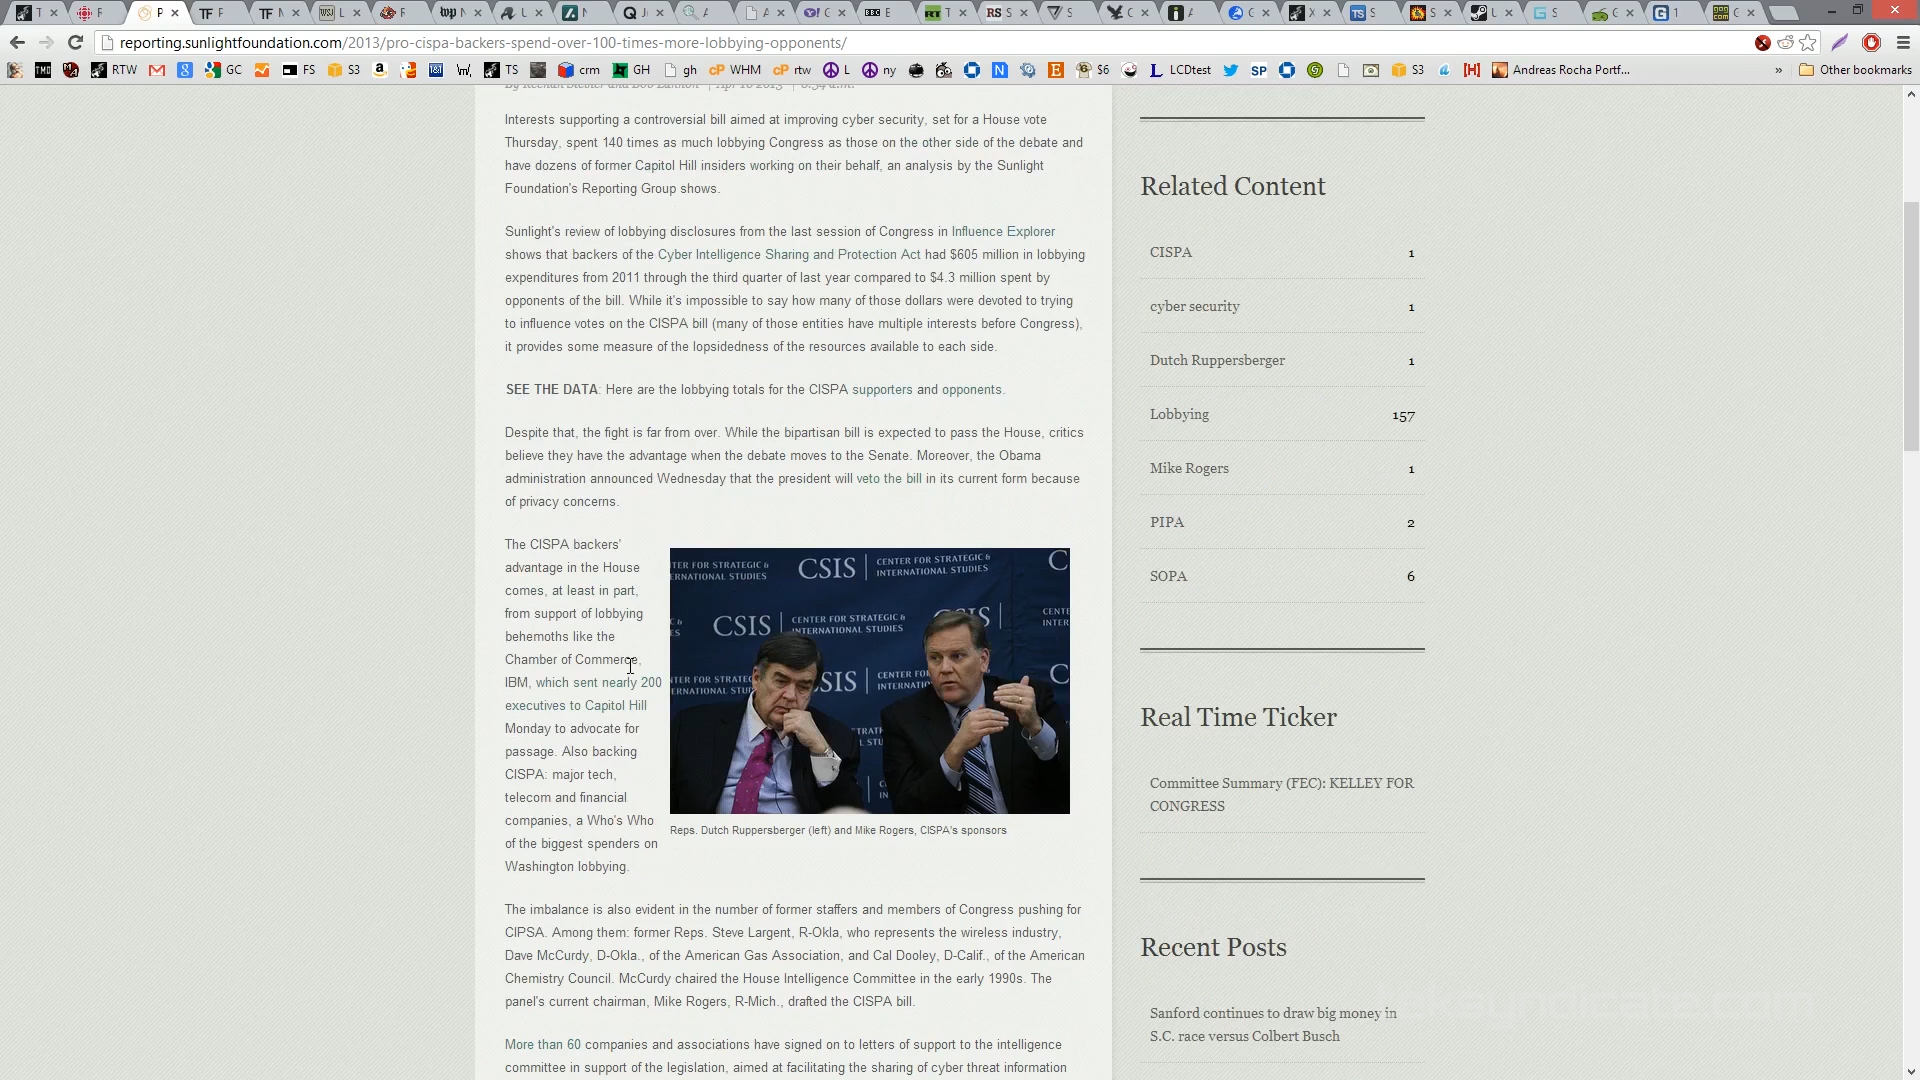 reporting.sunlightfoundation.com/2013/pro-cispa-backers-spend-over-100-times-more-lobbying-opponents/
RTW GC FS S3 TS crm GH gh WHM rtw L ny $6 LCDtest SP S3 [H] Andreas Rocha Portf... » Other bookmarks
Interests supporting a controversial bill aimed at improving cyber security, set for a House vote
Thursday, spent 140 times as much lobbying Congress as those on the other side of the debate and
have dozens of former Capitol Hill insiders working on their behalf, an analysis by the Sunlight
Foundation's Reporting Group shows.
Sunlight's review of lobbying disclosures from the last session of Congress in Influence Explorer
shows that backers of the Cyber Intelligence Sharing and Protection Act had $605 million in lobbying
expenditures from 2011 through the third quarter of last year compared to $4.3 million spent by
opponents of the bill. While it's impossible to say how many of those dollars were devoted to trying
to influence votes on the CISPA bill (many of those entities have multiple interests before Congress),
it provides some measure of the lopsidedness of the resources available to each side.
SEE THE DATA: Here are the lobbying totals for the CISPA supporters and opponents.
Despite that, the fight is far from over. While the bipartisan bill is expected to pass the House, critics
believe they have the advantage when the debate moves to the Senate. Moreover, the Obama
administration announced Wednesday that the president will veto the bill in its current form because
of privacy concerns.
The CISPA backers'
advantage in the House
comes, at least in part,
from support of lobbying
behemoths like the
Chamber of Commerce,
IBM, which sent nearly 200
executives to Capitol Hill
Monday to advocate for
passage. Also backing
CISPA: major tech,
telecom and financial
companies, a Who's Who
of the biggest spenders on
Washington lobbying.
CSIS CENTER FOR STRATEGIC &
INTERNATIONAL STUDIES
CSIS CENTER FOR STRATEGIC &
INTERNATIONAL STUDIES
Reps. Dutch Ruppersberger (left) and Mike Rogers, CISPA's sponsors
The imbalance is also evident in the number of former staffers and members of Congress pushing for
CIPSA. Among them: former Reps. Steve Largent, R-Okla, who represents the wireless industry,
Dave McCurdy, D-Okla., of the American Gas Association, and Cal Dooley, D-Calif., of the American
Chemistry Council. McCurdy chaired the House Intelligence Committee in the early 1990s. The
panel's current chairman, Mike Rogers, R-Mich., drafted the CISPA bill.
More than 60 companies and associations have signed on to letters of support to the intelligence
committee in support of the legislation, aimed at facilitating the sharing of cyber threat information
Related Content
CISPA 1
cyber security 1
Dutch Ruppersberger 1
Lobbying 157
Mike Rogers 1
PIPA 2
SOPA 6
Real Time Ticker
Committee Summary (FEC): KELLEY FOR
CONGRESS
Recent Posts
Sanford continues to draw big money in
S.C. race versus Colbert Busch